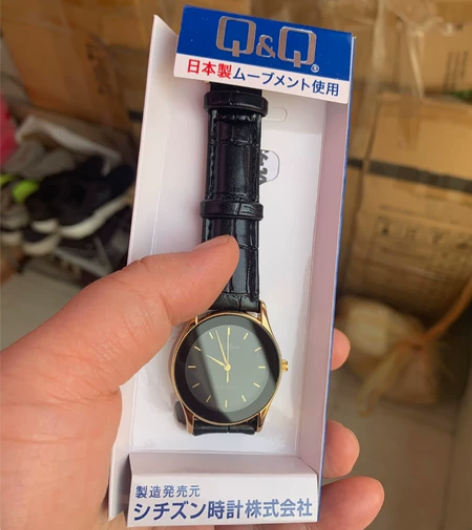 Q&Q®
日本製ムーブメント使用
製造発売元
シチズン時計株式会社